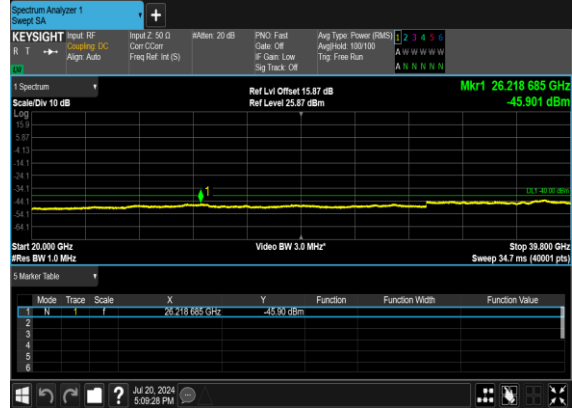 Spectrum Analyzer 1
Swept SA
+
KEYSIGHT Input: RF Input Z: 50 Ω #Atten: 20 dB PNO: Fast Avg Type: Power (RMS) 1 2 3 4 5 6
R T Coupling: DC Corr CCorr Gate: Off Avg|Hold: 100/100 A W W W W W
Align: Auto Freq Ref: Int (S) IF Gain: Low Trig: Free Run
LW Sig Track: Off A N N N N N
1 Spectrum
Ref Lvl Offset 15.87 dB Mkr1 26.218 685 GHz
Scale/Div 10 dB Ref Level 25.87 dBm -45.901 dBm
Log
15.9
5.87
-4.13
-14.1
-24.1
-34.1
1
DL1 -40.00 dBm
-44.1
-54.1
-64.1
Start 20.000 GHz Video BW 3.0 MHz* Stop 39.800 GHz
#Res BW 1.0 MHz Sweep 34.7 ms (40001 pts)
5 Marker Table
Mode Trace Scale X Y Function Function Width Function Value
1 N 1 f 26.218 685 GHz -45.90 dBm
2
3
4
5
6
? Jul 20, 2024
5:09:28 PM